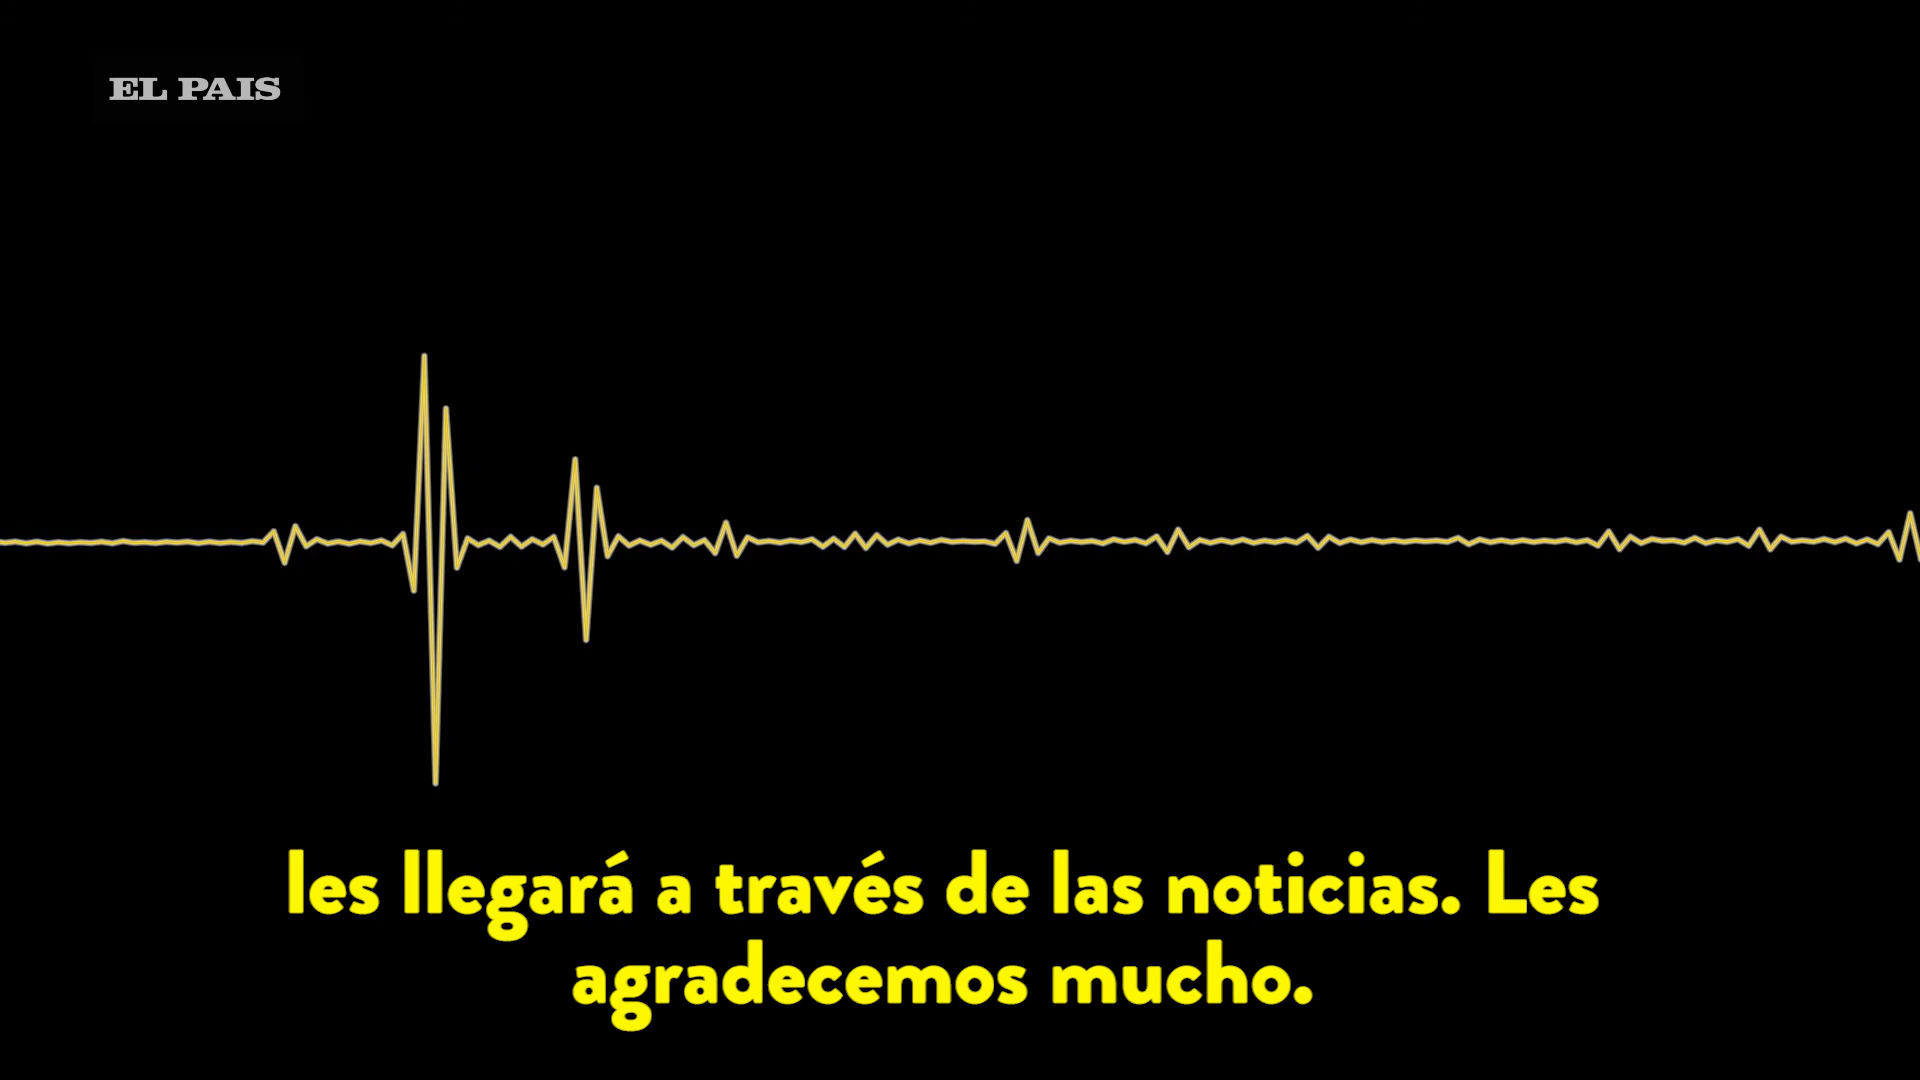 EL PAIS
les llegará a través de las noticias. Les
agradecemos mucho.